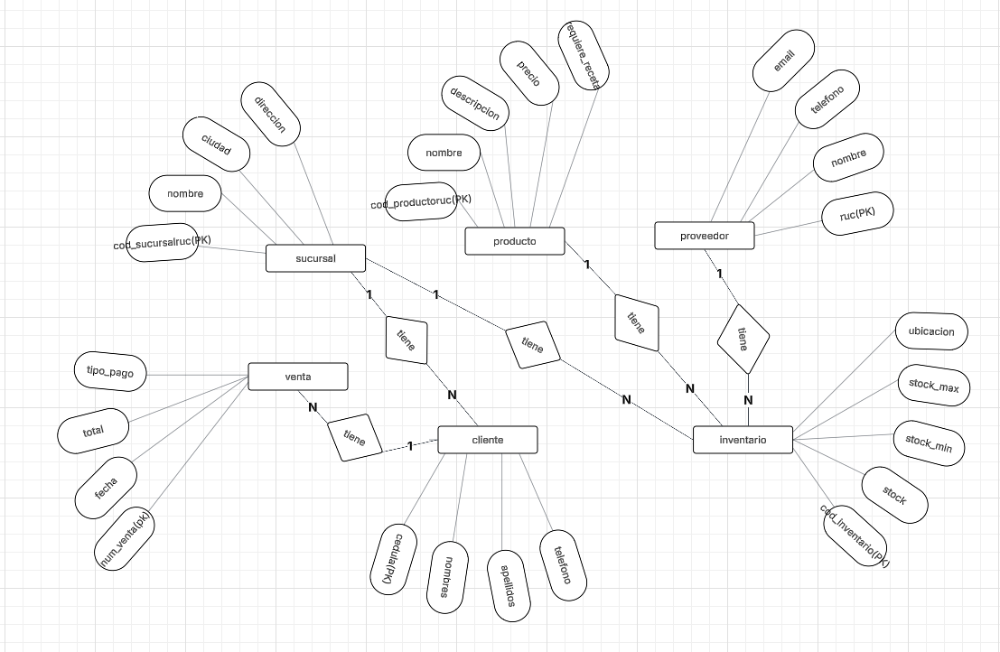 direccion
ciudad
nombre
cod_sucursalruc(PK)
sucursal
requiere_receta
precio
descripcion
nombre
cod_productoruc(PK)
producto
email
telefono
nombre
ruc(PK)
proveedor
1
1
1
1
tiene
tiene
tiene
tiene
N
N
N
tipo_pago
total
fecha
num_venta(pk)
venta
N
tiene
1
cliente
cedula(PK)
nombres
apellidos
telefono
inventario
ubicacion
stock_max
stock_min
stock
cod_inventario(PK)